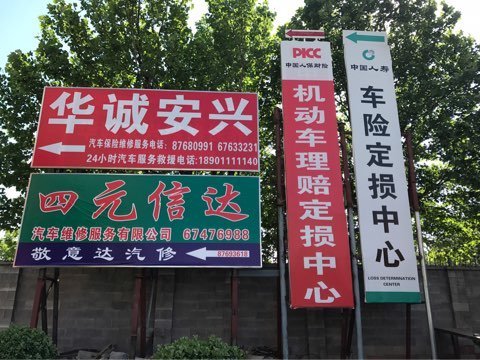 华诚安兴
汽车保险维修服务电话: 87680991 67633231
24小时汽车服务救援电话:18901111140
四元信达
汽车维修服务有限公司 67476988
敬意达汽修 87693618
PICC
中国人保财险
机动车理赔定损中心
中国人寿
车险定损中心
LOSS DETERMINATION
CENTER